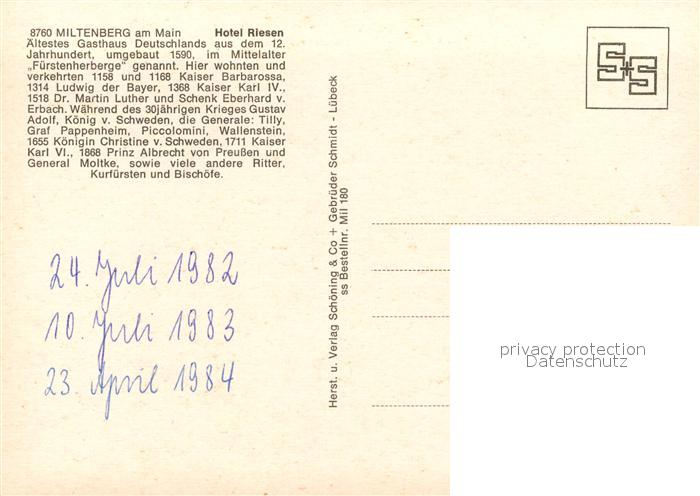 8760 MILTENBERG am Main Hotel Riesen
Ältestes Gasthaus Deutschlands aus dem 12.
Jahrhundert, umgebaut 1590, im Mittelalter
„Fürstenherberge" genannt. Hier wohnten und
verkehrten 1158 und 1168 Kaiser Barbarossa,
1314 Ludwig der Bayer, 1368 Kaiser Karl IV.,
1518 Dr. Martin Luther und Schenk Eberhard v.
Erbach. Während des 30jährigen Krieges Gustav
Adolf, König v. Schweden, die Generale: Tilly,
Graf Pappenheim, Piccolomini, Wallenstein,
1655 Königin Christine v. Schweden, 1711 Kaiser
Karl VI., 1868 Prinz Albrecht von Preußen und
General Moltke, sowie viele andere Ritter,
Kurfürsten und Bischöfe.
24. Juli 1982
10. Juli 1983
23. April 1984
Herst. u. Verlag Schöning & Co + Gebrüder Schmidt - Lübeck
ss Bestellnr. Mil 180
S+S
privacy protection
Datenschutz